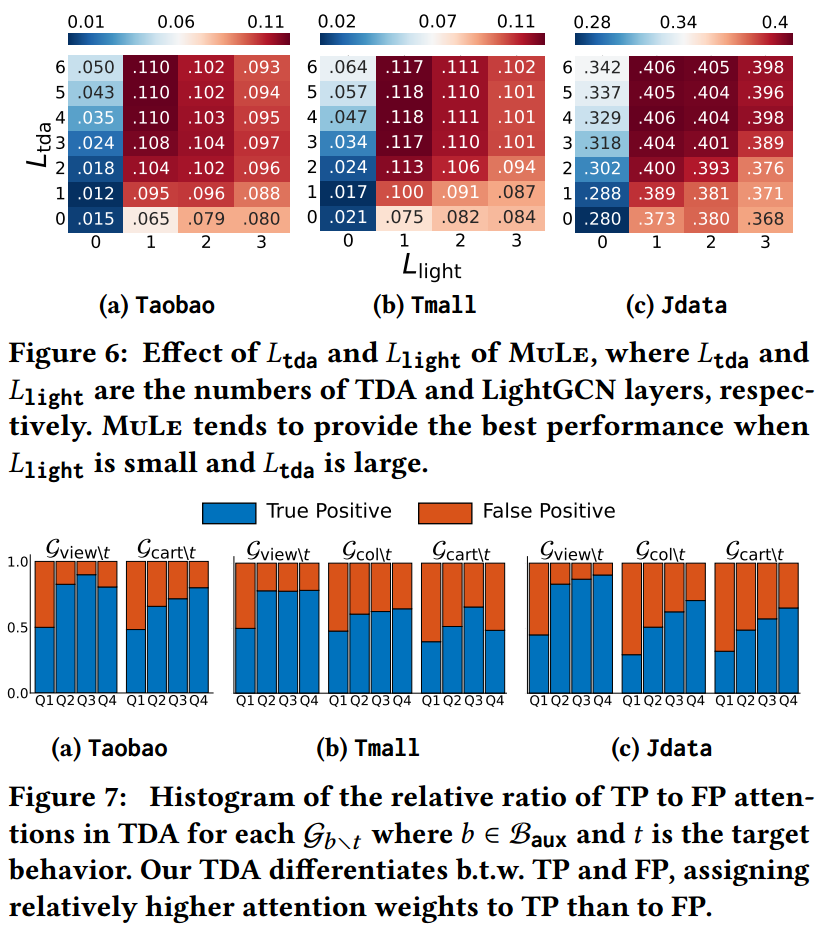 0.01 0.06 0.11 0.02 0.07 0.11 0.28 0.34 0.4
6 .050 .110 .102 .093 6 .064 .117 .111 .102 6 .342 .406 .405 .398
5 .043 .110 .102 .094 5 .057 .118 .110 .101 5 .337 .405 .404 .396
4 .035 .110 .103 .095 4 .047 .118 .111 .101 4 .329 .406 .404 .398
3 .024 .108 .104 .097 3 .034 .117 .110 .101 3 .318 .404 .401 .389
2 .018 .104 .102 .096 2 .024 .113 .106 .094 2 .302 .400 .393 .376
1 .012 .095 .096 .088 1 .017 .100 .091 .087 1 .288 .389 .381 .371
0 .015 .065 .079 .080 0 .021 .075 .082 .084 0 .280 .373 .380 .368
0 1 2 3 0 1 2 3 0 1 2 3
L_tda
L_light
(a) Taobao (b) Tmall (c) Jdata
Figure 6: Effect of L_tda and L_light of MuLe, where L_tda and
L_light are the numbers of TDA and LightGCN layers, respec-
tively. MuLe tends to provide the best performance when
L_light is small and L_tda is large.
True Positive False Positive
𝒢view\t 𝒢cart\t 𝒢view\t 𝒢col\t 𝒢cart\t 𝒢view\t 𝒢col\t 𝒢cart\t
1.0
0.5
0.0
Q1 Q2 Q3 Q4 Q1 Q2 Q3 Q4 Q1 Q2 Q3 Q4 Q1 Q2 Q3 Q4 Q1 Q2 Q3 Q4 Q1 Q2 Q3 Q4 Q1 Q2 Q3 Q4 Q1 Q2 Q3 Q4
(a) Taobao (b) Tmall (c) Jdata
Figure 7: Histogram of the relative ratio of TP to FP atten-
tions in TDA for each 𝒢b∖t where b ∈ ℬaux and t is the target
behavior. Our TDA differentiates b.t.w. TP and FP, assigning
relatively higher attention weights to TP than to FP.